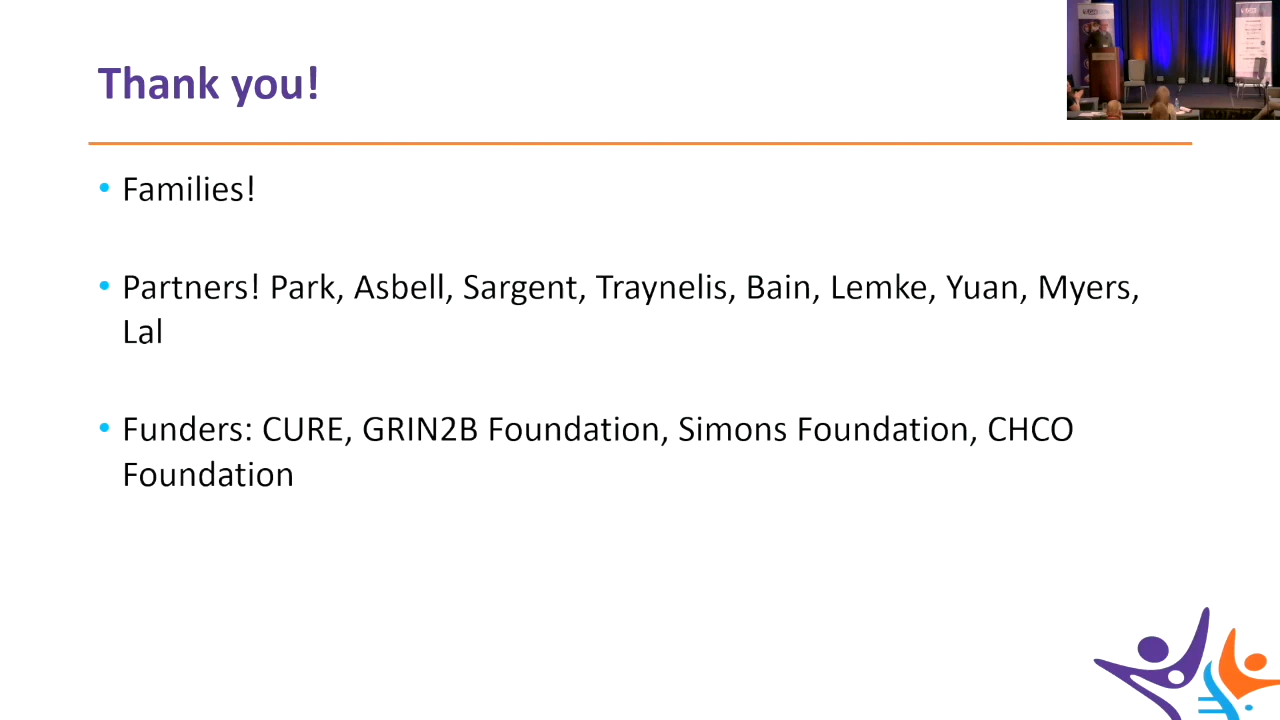 Thank you!
• Families!
• Partners! Park, Asbell, Sargent, Traynelis, Bain, Lemke, Yuan, Myers,
Lal
• Funders: CURE, GRIN2B Foundation, Simons Foundation, CHCO
Foundation